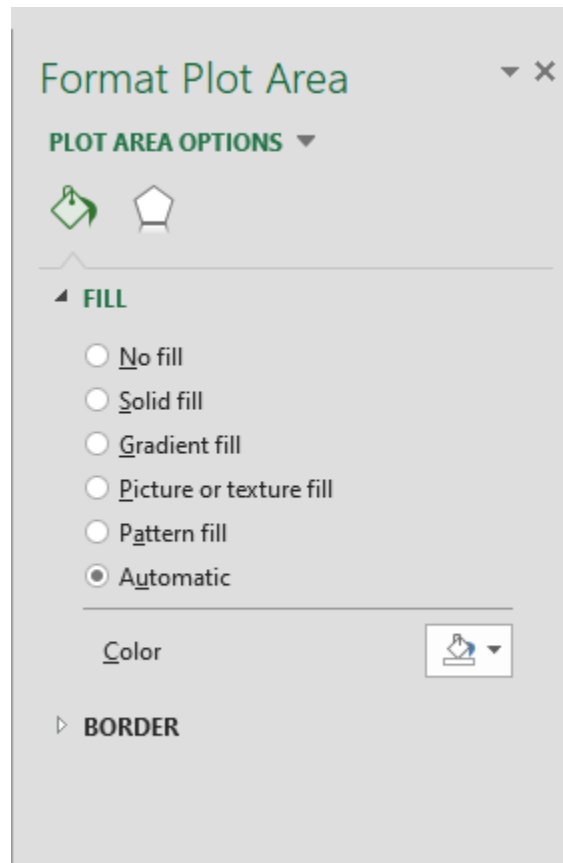 Format Plot Area
PLOT AREA OPTIONS
FILL
No fill
Solid fill
Gradient fill
Picture or texture fill
Pattern fill
Automatic
Color
BORDER